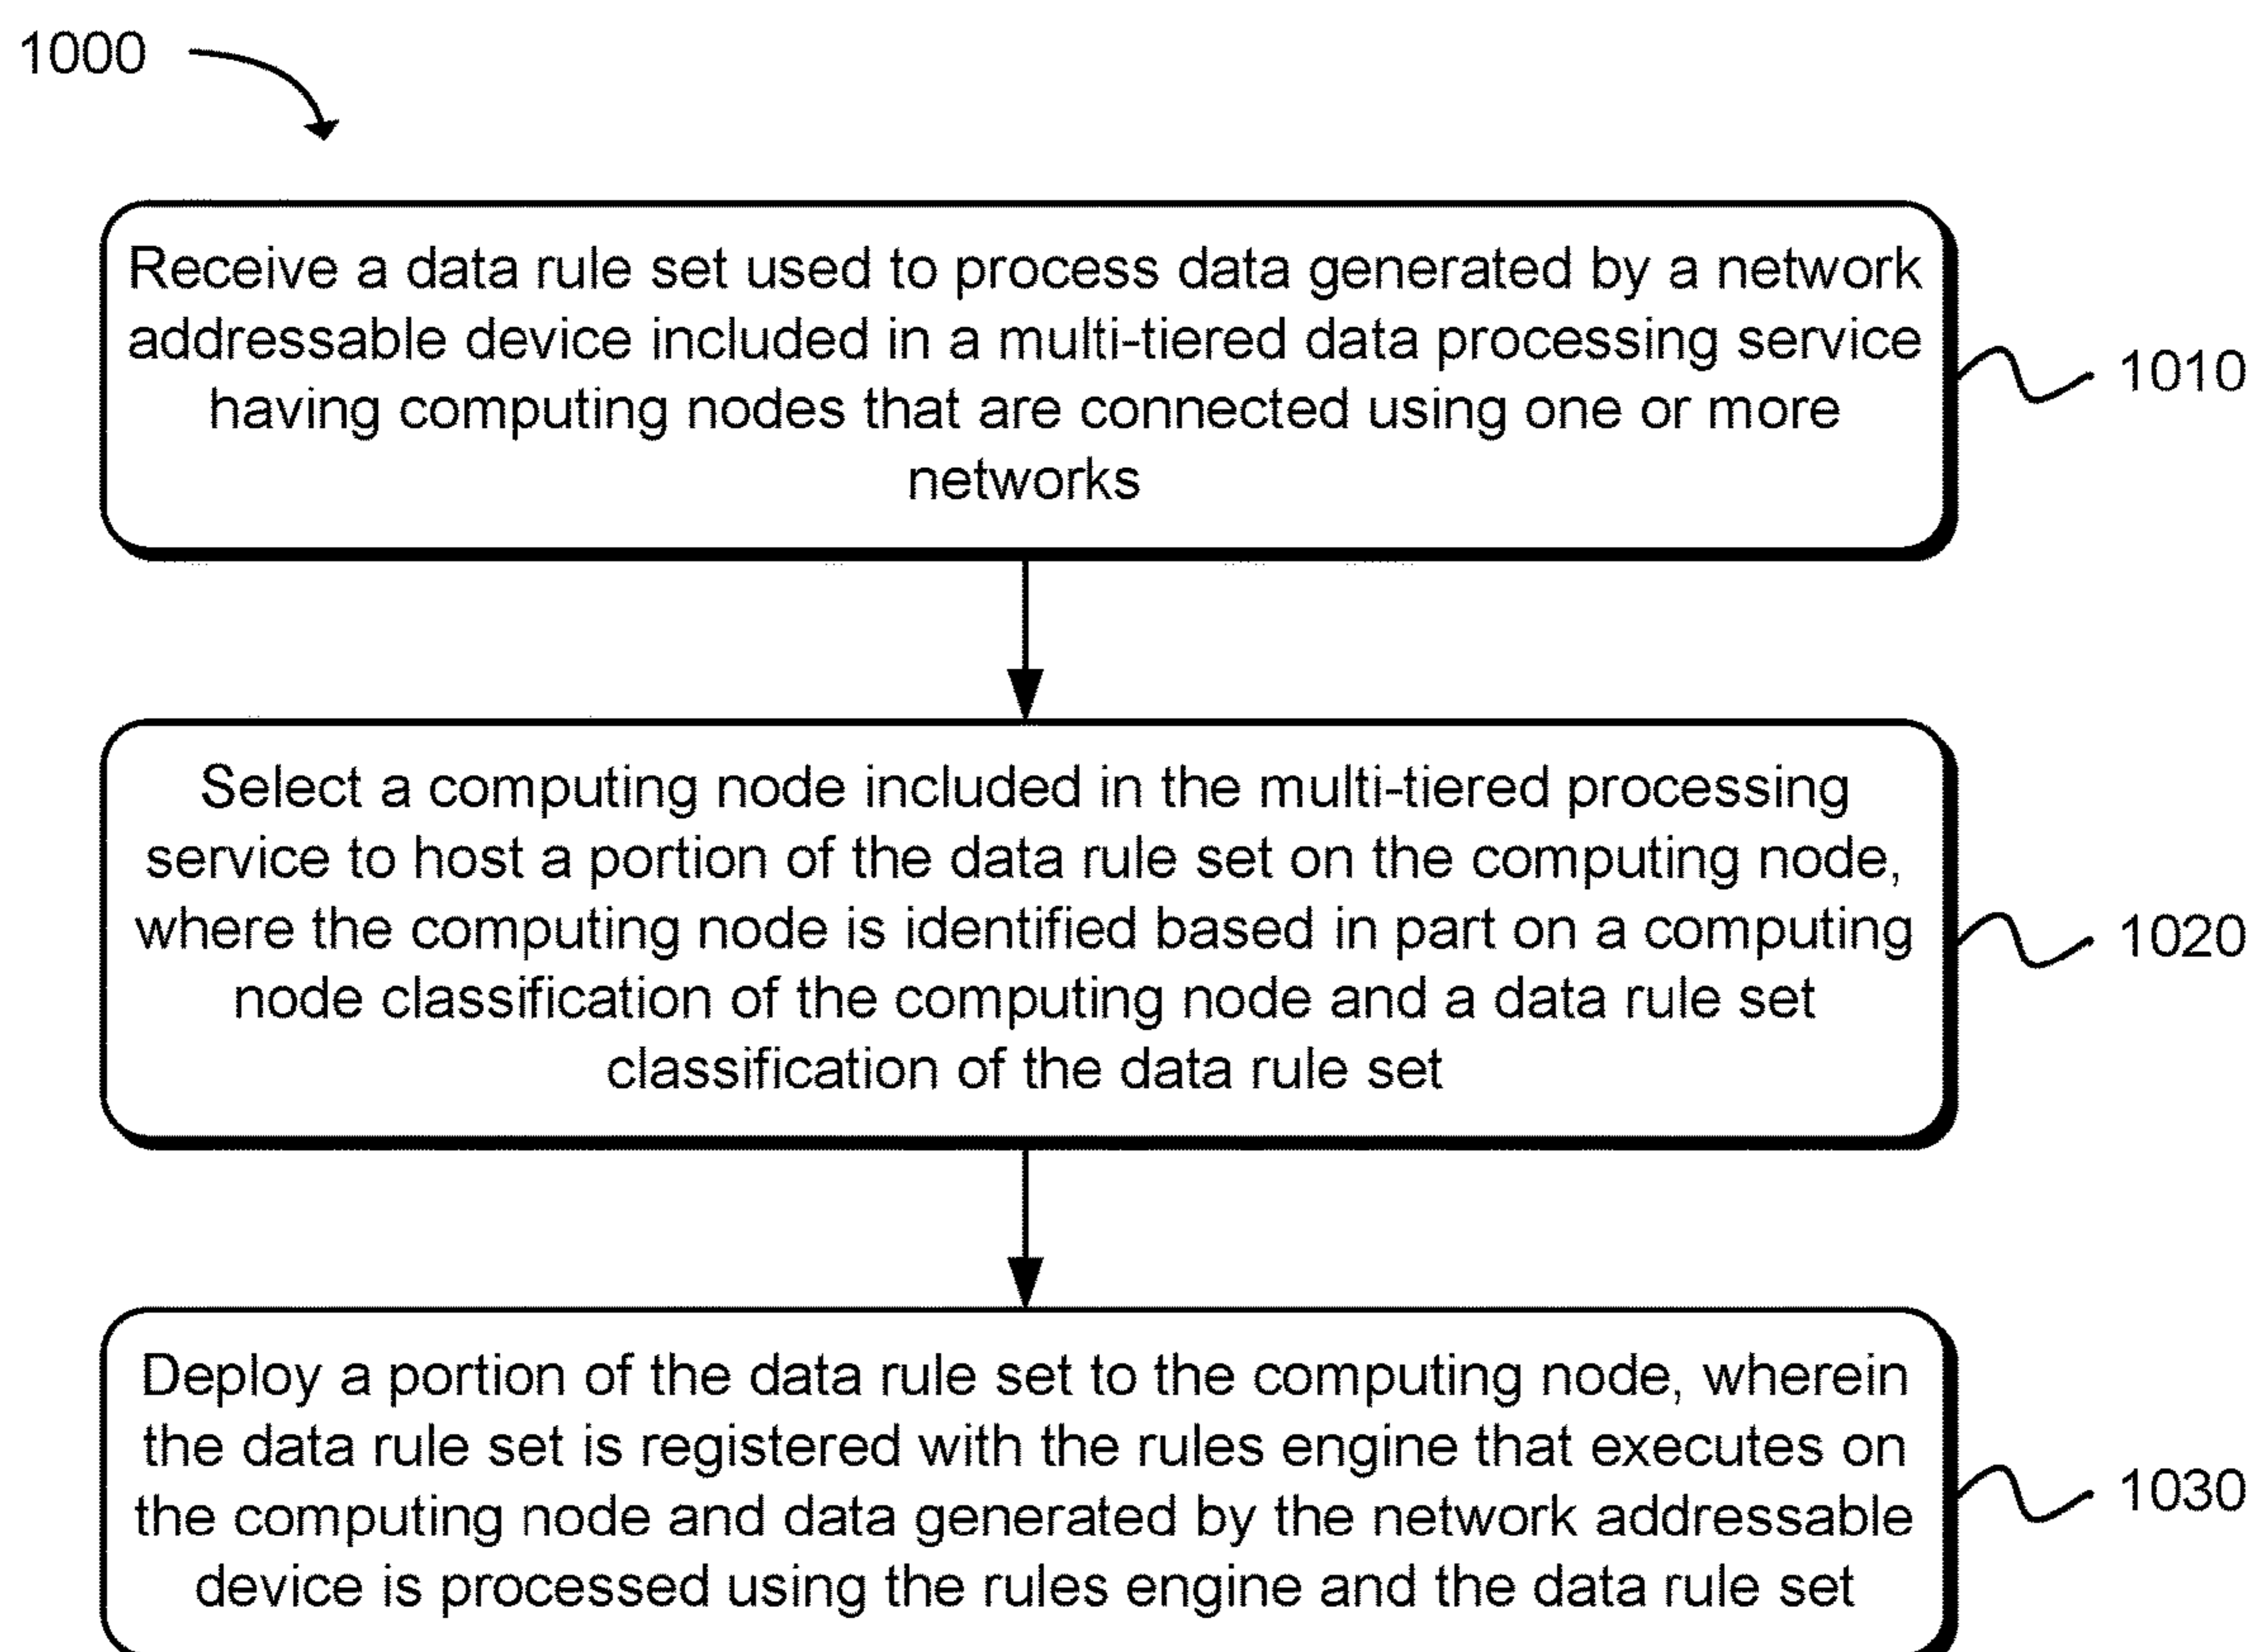 1000
Receive a data rule set used to process data generated by a network
addressable device included in a multi-tiered data processing service
having computing nodes that are connected using one or more
networks
1010
Select a computing node included in the multi-tiered processing
service to host a portion of the data rule set on the computing node,
where the computing node is identified based in part on a computing
node classification of the computing node and a data rule set
classification of the data rule set
1020
Deploy a portion of the data rule set to the computing node, wherein
the data rule set is registered with the rules engine that executes on
the computing node and data generated by the network addressable
device is processed using the rules engine and the data rule set
1030